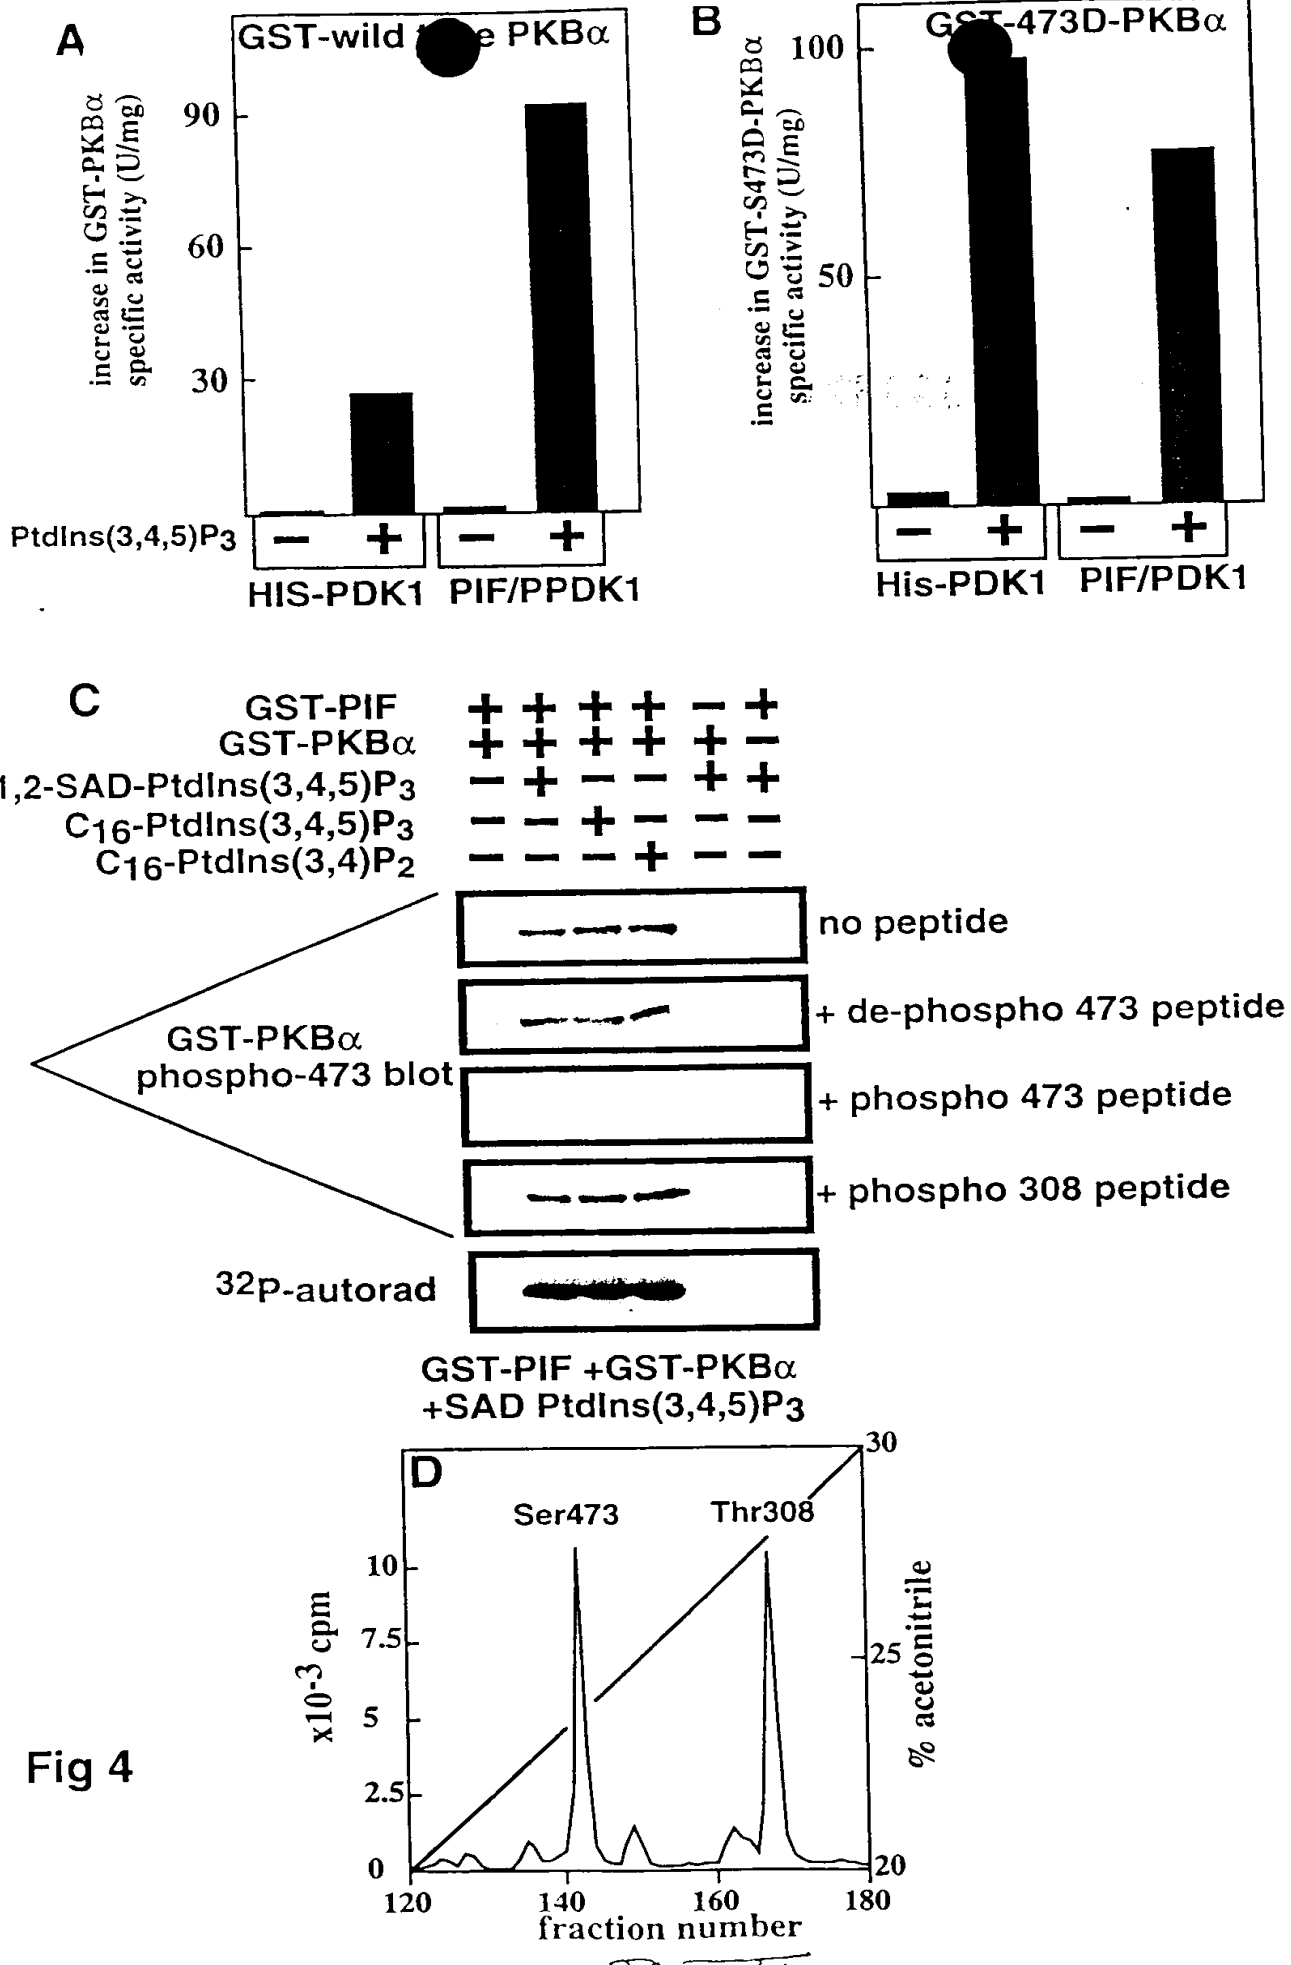 A
GST-wild e PKBα
increase in GST-PKBα
specific activity (U/mg)
90
60
30
PtdIns(3,4,5)P3
− + − +
HIS-PDK1 PIF/PPDK1
B
GST-473D-PKBα
increase in GST-S473D-PKBα
specific activity (U/mg)
100
50
− + − +
His-PDK1 PIF/PDK1
C
GST-PIF + + + + − +
GST-PKBα + + + + + −
1,2-SAD-PtdIns(3,4,5)P3 − + − − + +
C16-PtdIns(3,4,5)P3 − − + − − −
C16-PtdIns(3,4)P2 − − − + − −
no peptide
+ de-phospho 473 peptide
GST-PKBα
phospho-473 blot
+ phospho 473 peptide
+ phospho 308 peptide
32P-autorad
GST-PIF +GST-PKBα
+SAD PtdIns(3,4,5)P3
D
Ser473 Thr308
x10-3 cpm
10
7.5
5
2.5
0
30
25
20
% acetonitrile
120 140 160 180
fraction number
Fig 4